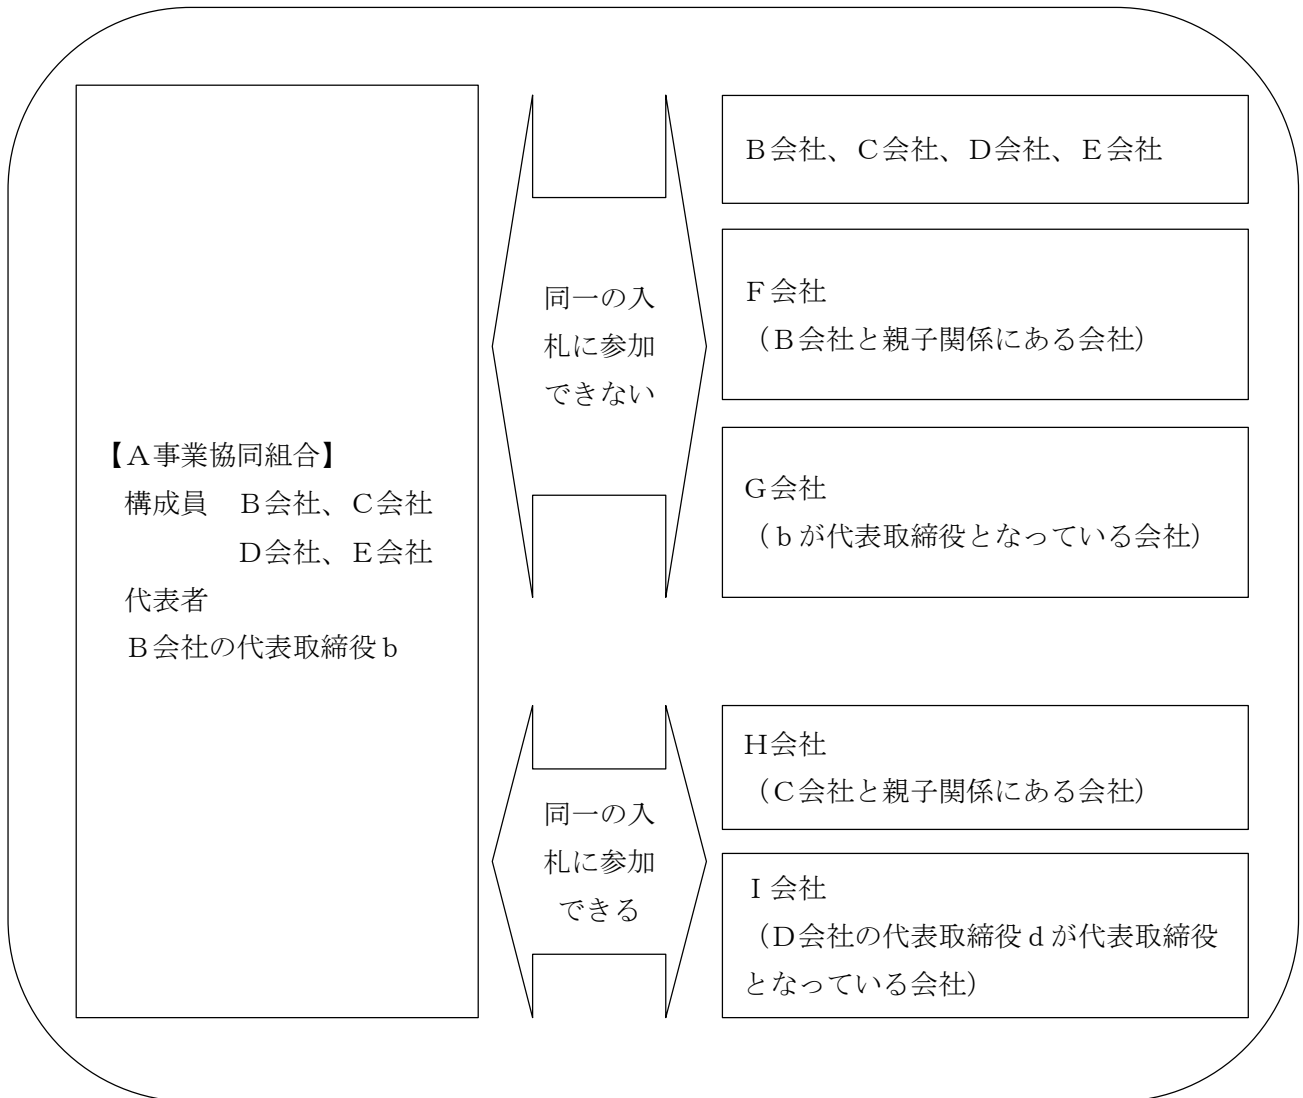 【A事業協同組合】
構成員　B会社、C会社
D会社、E会社
代表者
B会社の代表取締役b
同一の入
札に参加
できない
B会社、C会社、D会社、E会社
F会社
（B会社と親子関係にある会社）
G会社
（bが代表取締役となっている会社）
同一の入
札に参加
できる
H会社
（C会社と親子関係にある会社）
I会社
（D会社の代表取締役dが代表取締役
となっている会社）